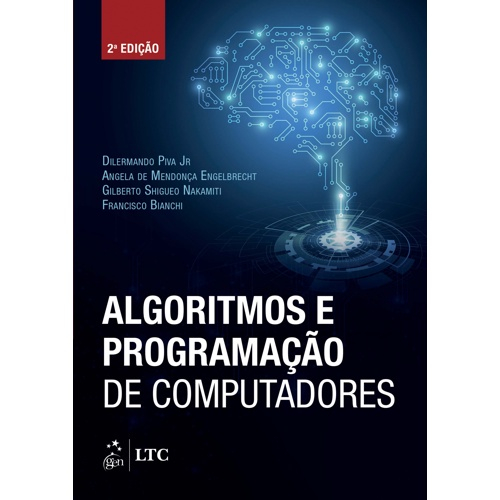 2ª EDIÇÃO
DILERMANDO PIVA JR
ANGELA DE MENDONÇA ENGELBRECHT
GILBERTO SHIGUEO NAKAMITI
FRANCISCO BIANCHI
ALGORITMOS E
PROGRAMAÇÃO
DE COMPUTADORES
gen
LTC